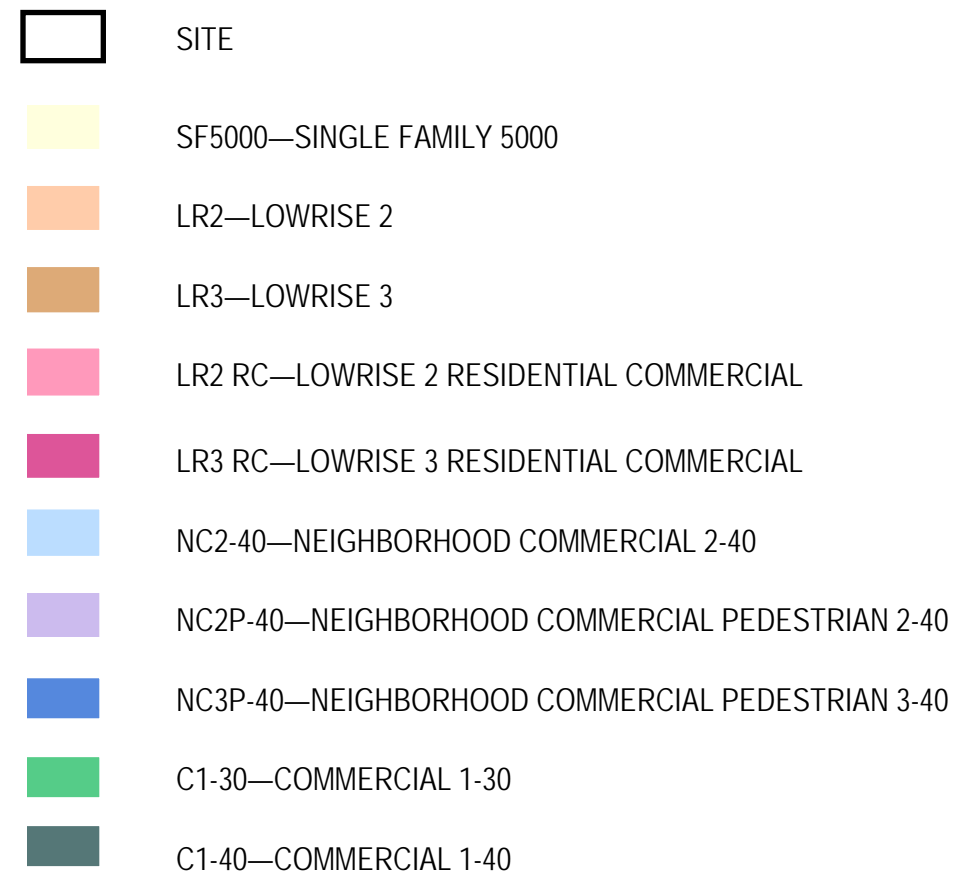 SITE
SF5000—SINGLE FAMILY 5000
LR2—LOWRISE 2
LR3—LOWRISE 3
LR2 RC—LOWRISE 2 RESIDENTIAL COMMERCIAL
LR3 RC—LOWRISE 3 RESIDENTIAL COMMERCIAL
NC2-40—NEIGHBORHOOD COMMERCIAL 2-40
NC2P-40—NEIGHBORHOOD COMMERCIAL PEDESTRIAN 2-40
NC3P-40—NEIGHBORHOOD COMMERCIAL PEDESTRIAN 3-40
C1-30—COMMERCIAL 1-30
C1-40—COMMERCIAL 1-40